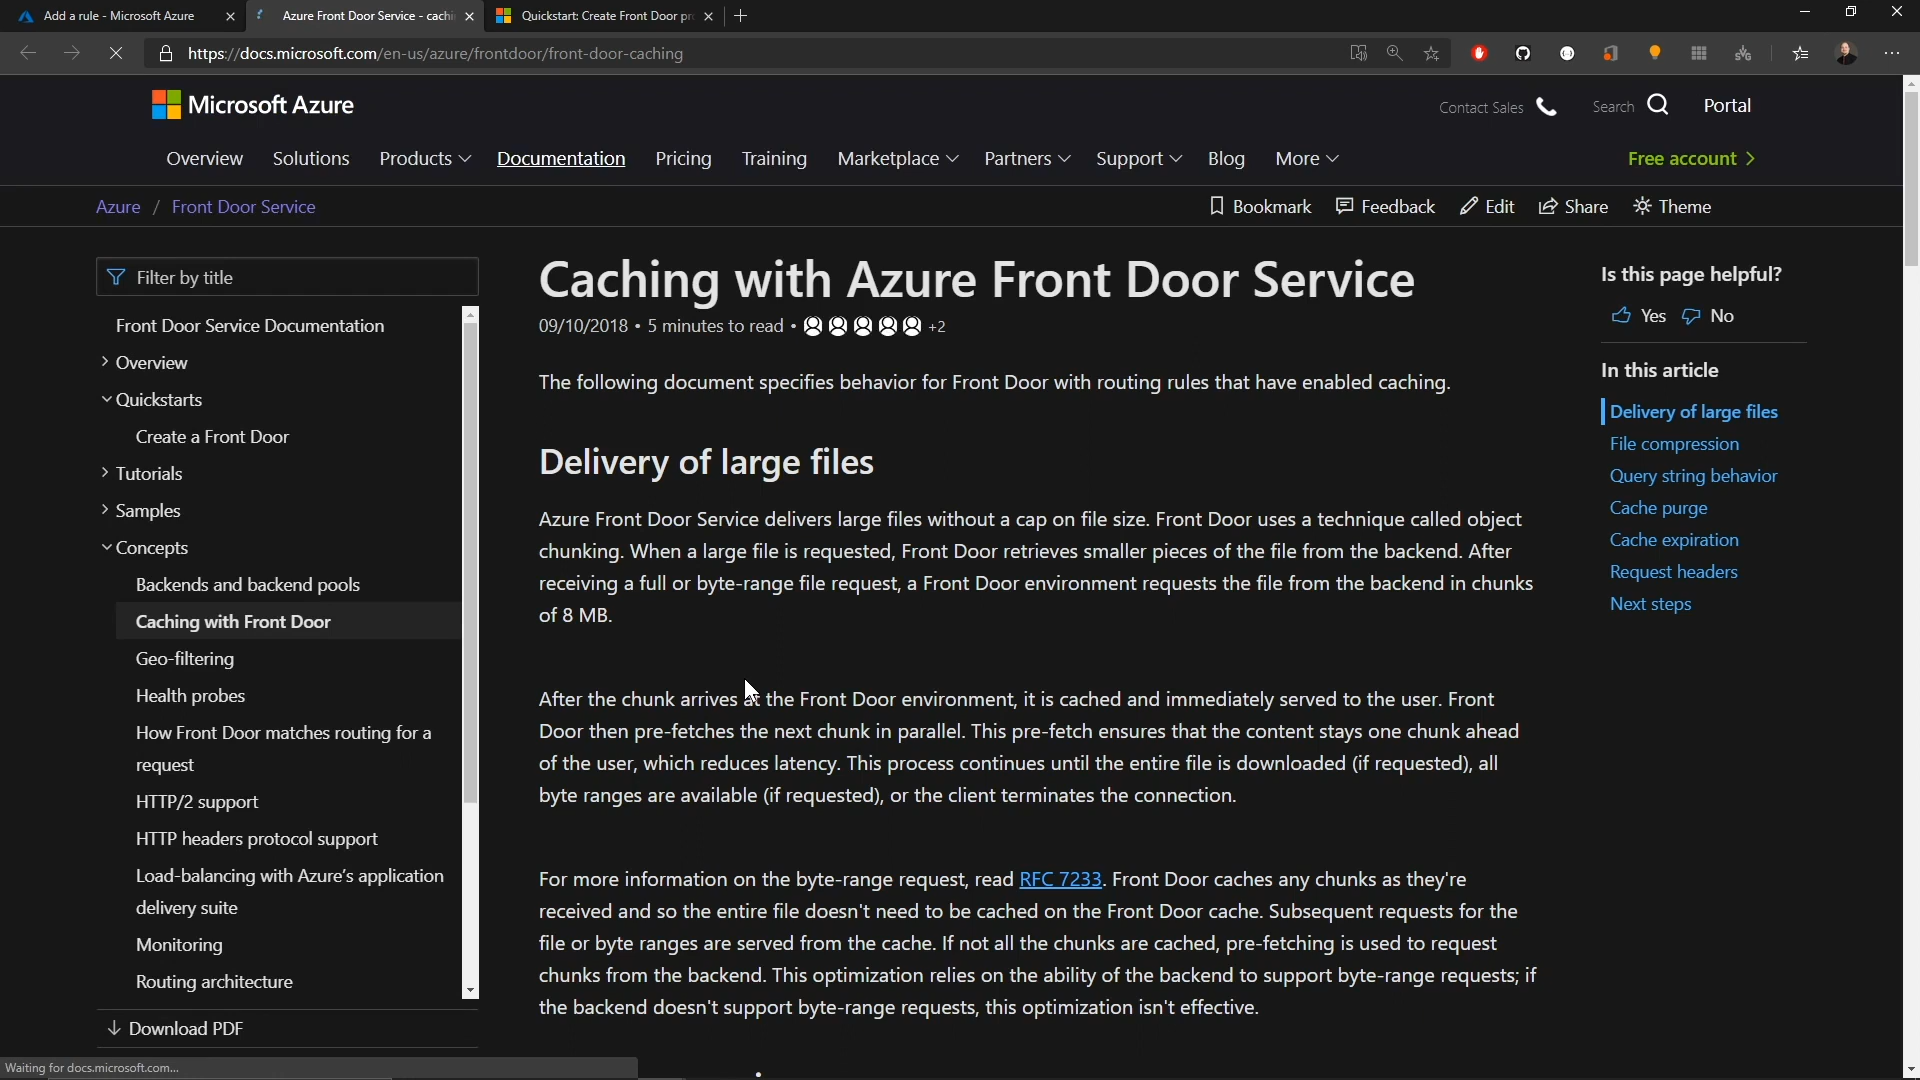 Add a rule - Microsoft Azure
Azure Front Door Service - cachi
Quickstart: Create Front Door pr
https://docs.microsoft.com/en-us/azure/frontdoor/front-door-caching
Microsoft Azure
Contact Sales
Search
Portal
Overview
Solutions
Products
Documentation
Pricing
Training
Marketplace
Partners
Support
Blog
More
Free account
Azure / Front Door Service
Bookmark
Feedback
Edit
Share
Theme
Filter by title
Front Door Service Documentation
Overview
Quickstarts
Create a Front Door
Tutorials
Samples
Concepts
Backends and backend pools
Caching with Front Door
Geo-filtering
Health probes
How Front Door matches routing for a
request
HTTP/2 support
HTTP headers protocol support
Load-balancing with Azure's application
delivery suite
Monitoring
Routing architecture
Download PDF
Caching with Azure Front Door Service
09/10/2018 • 5 minutes to read • +2
The following document specifies behavior for Front Door with routing rules that have enabled caching.
Delivery of large files
Azure Front Door Service delivers large files without a cap on file size. Front Door uses a technique called object
chunking. When a large file is requested, Front Door retrieves smaller pieces of the file from the backend. After
receiving a full or byte-range file request, a Front Door environment requests the file from the backend in chunks
of 8 MB.
After the chunk arrives at the Front Door environment, it is cached and immediately served to the user. Front
Door then pre-fetches the next chunk in parallel. This pre-fetch ensures that the content stays one chunk ahead
of the user, which reduces latency. This process continues until the entire file is downloaded (if requested), all
byte ranges are available (if requested), or the client terminates the connection.
For more information on the byte-range request, read RFC 7233. Front Door caches any chunks as they're
received and so the entire file doesn't need to be cached on the Front Door cache. Subsequent requests for the
file or byte ranges are served from the cache. If not all the chunks are cached, pre-fetching is used to request
chunks from the backend. This optimization relies on the ability of the backend to support byte-range requests; if
the backend doesn't support byte-range requests, this optimization isn't effective.
Is this page helpful?
Yes
No
In this article
Delivery of large files
File compression
Query string behavior
Cache purge
Cache expiration
Request headers
Next steps
Waiting for docs.microsoft.com...